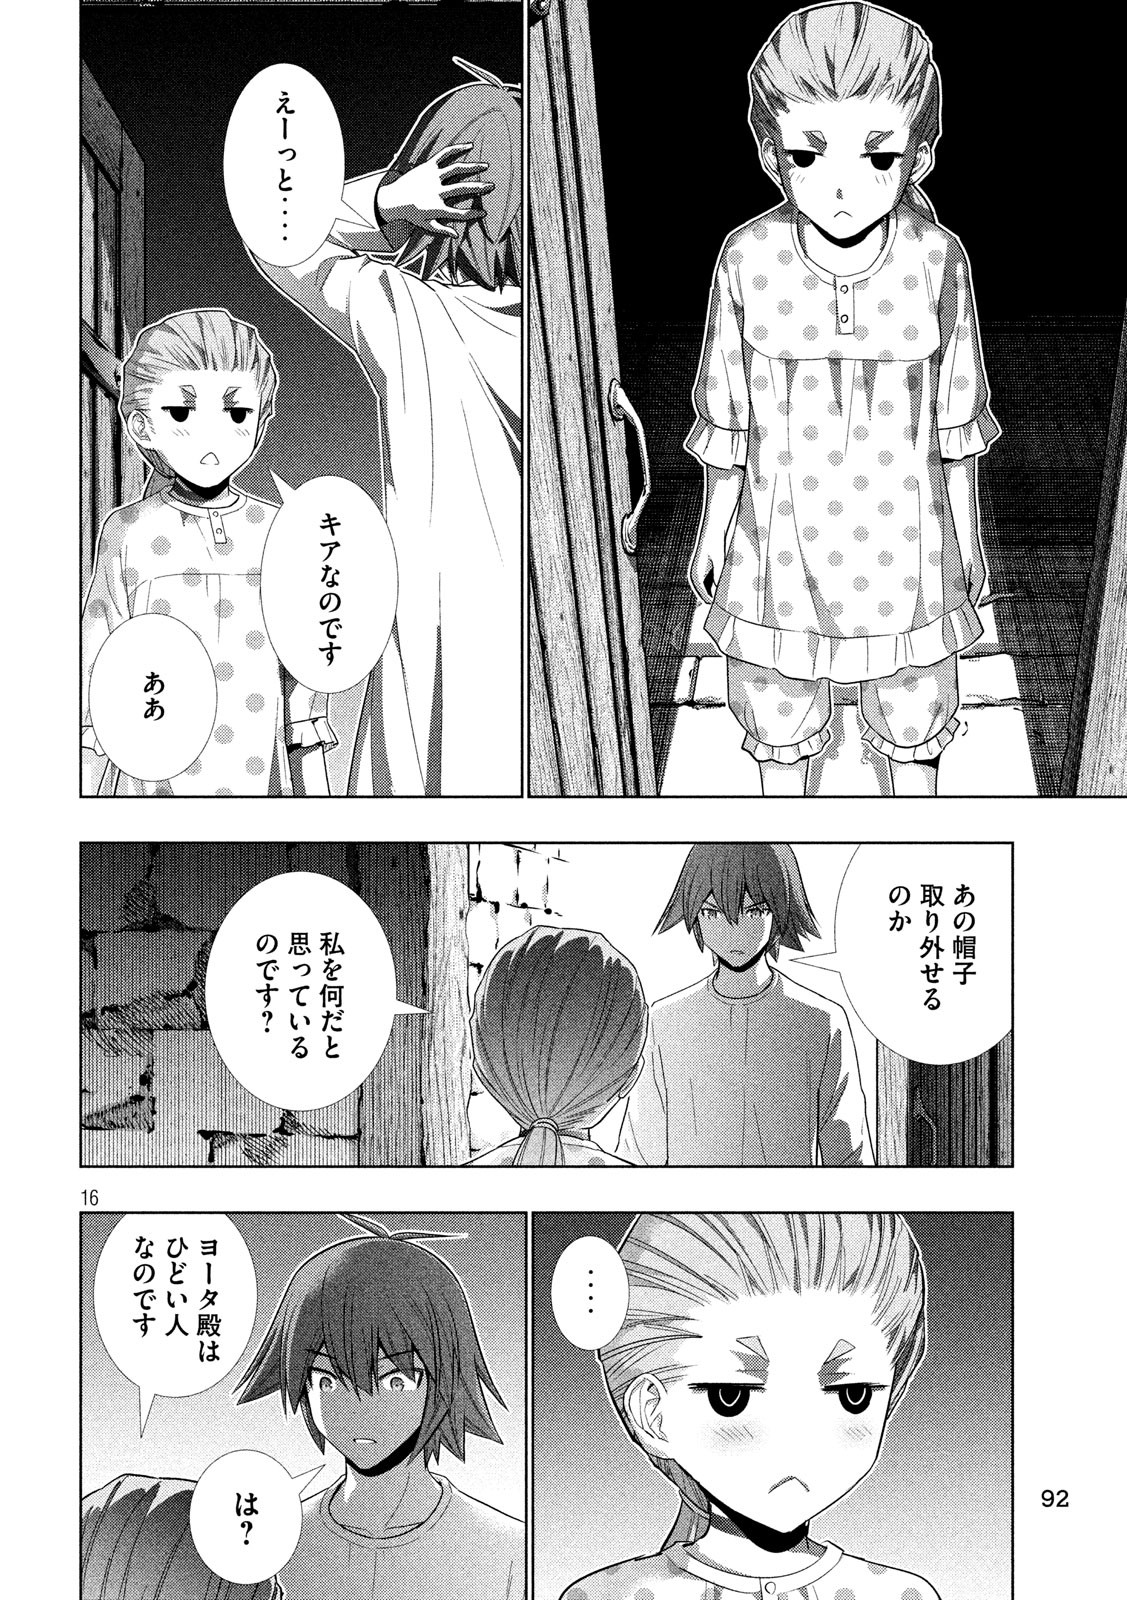 えーっと‥‥
キアなのです
ああ
あの帽子
取り外せる
のか
私を何だと
思っている
のです?
16
‥‥
ヨータ殿は
ひどい人
なのです
は?
92